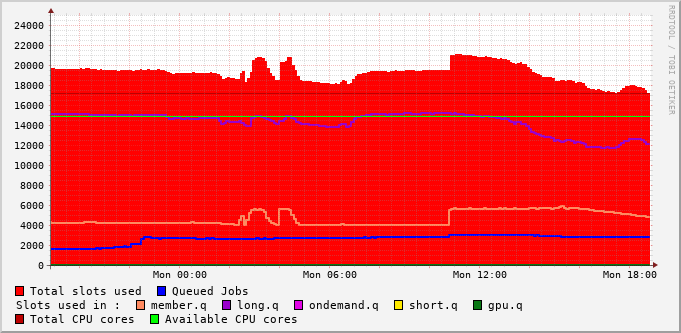 24000
22000
20000
18000
16000
14000
12000
10000
8000
6000
4000
2000
0
Mon 00:00 Mon 06:00 Mon 12:00 Mon 18:00
RRDTOOL / TOBI OETIKER
Total slots used Queued Jobs
Slots used in : member.q long.q ondemand.q short.q gpu.q
Total CPU cores Available CPU cores